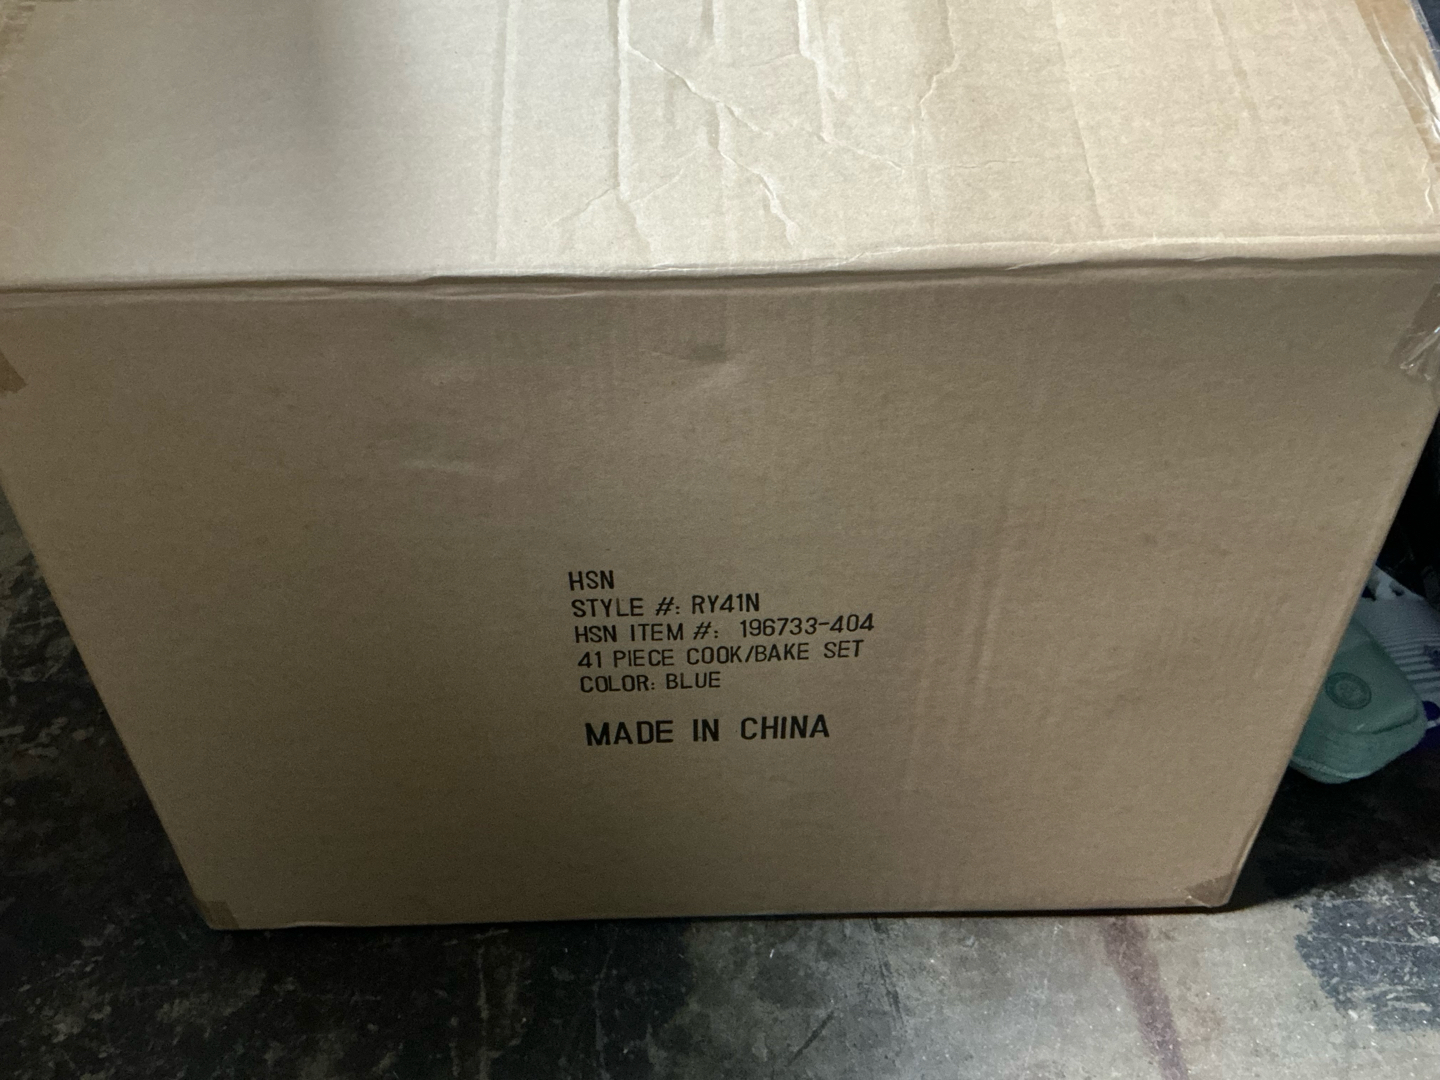 HSN
STYLE #: RY41N
HSN ITEM #: 196733-404
41 PIECE COOK/BAKE SET
COLOR: BLUE
MADE IN CHINA